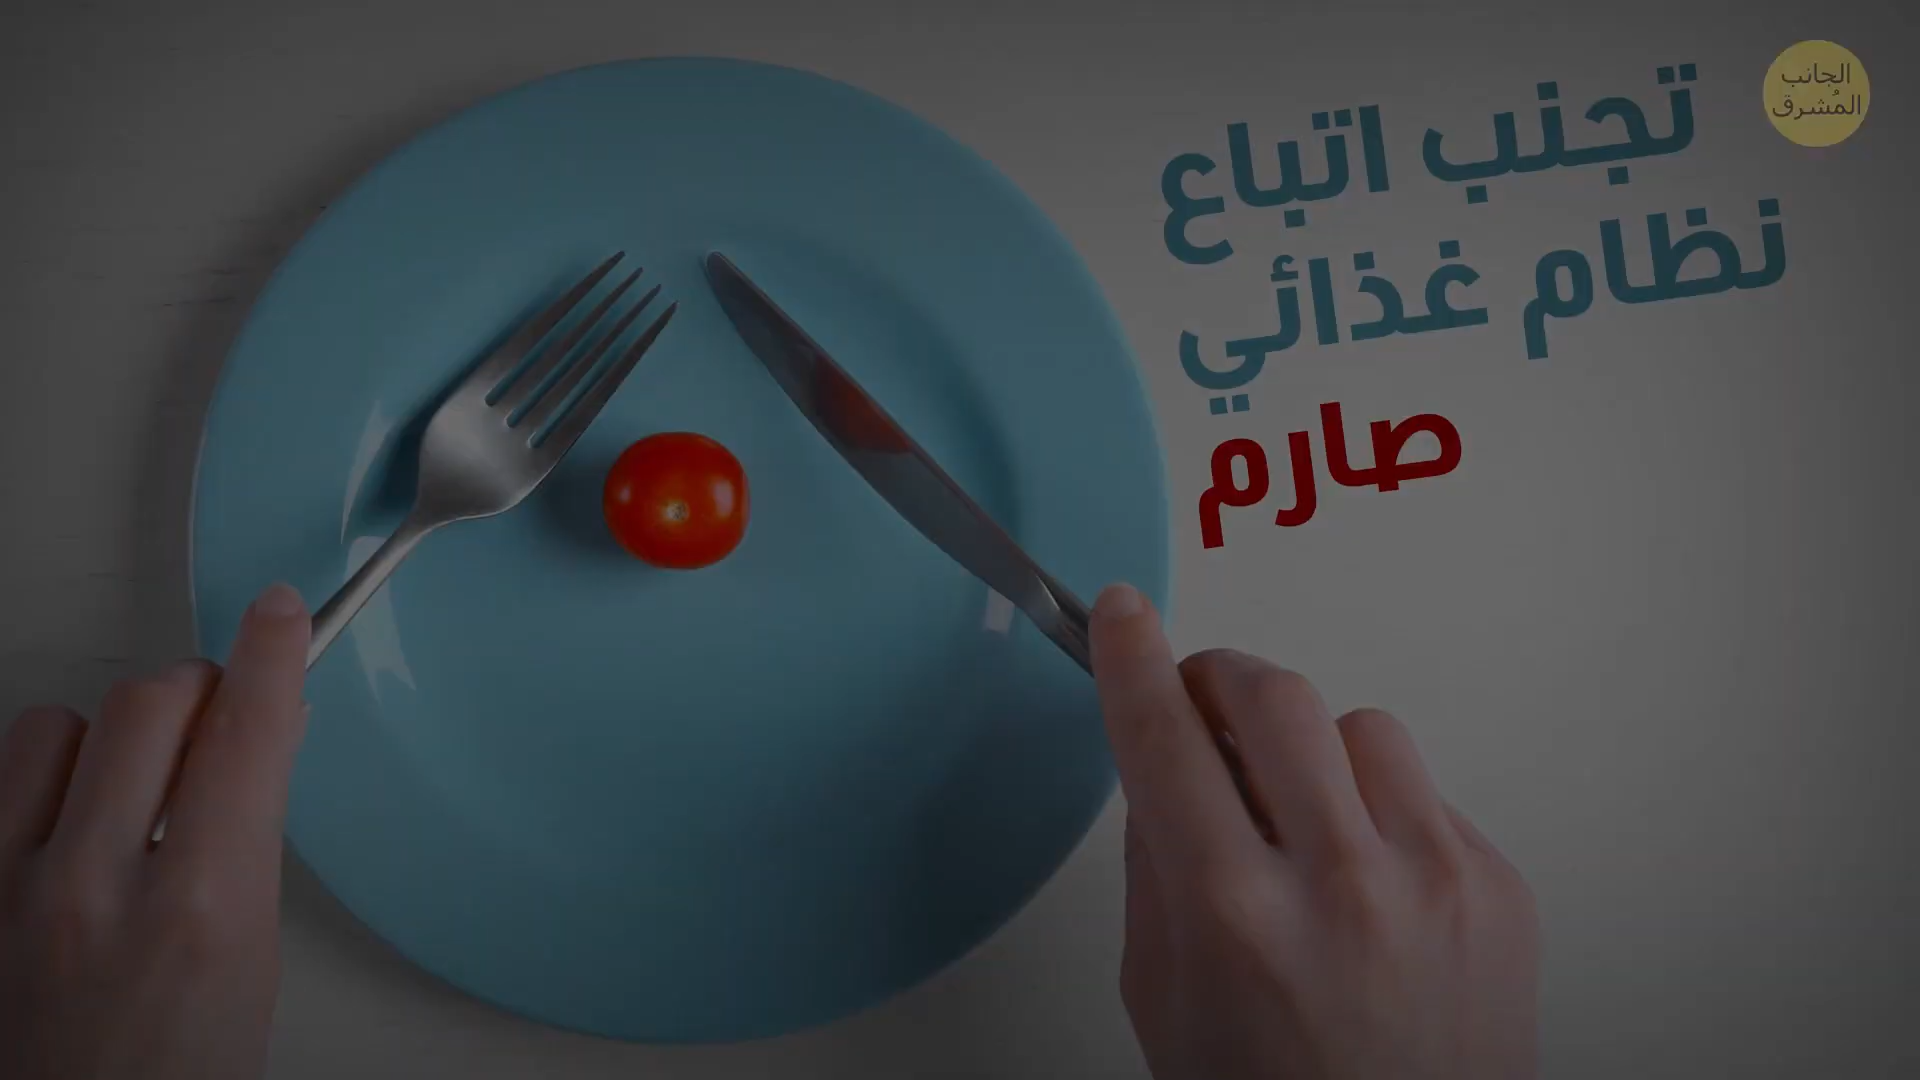 تجنب اتباع
نظام غذائي
صارم
الجانب
المُشرق